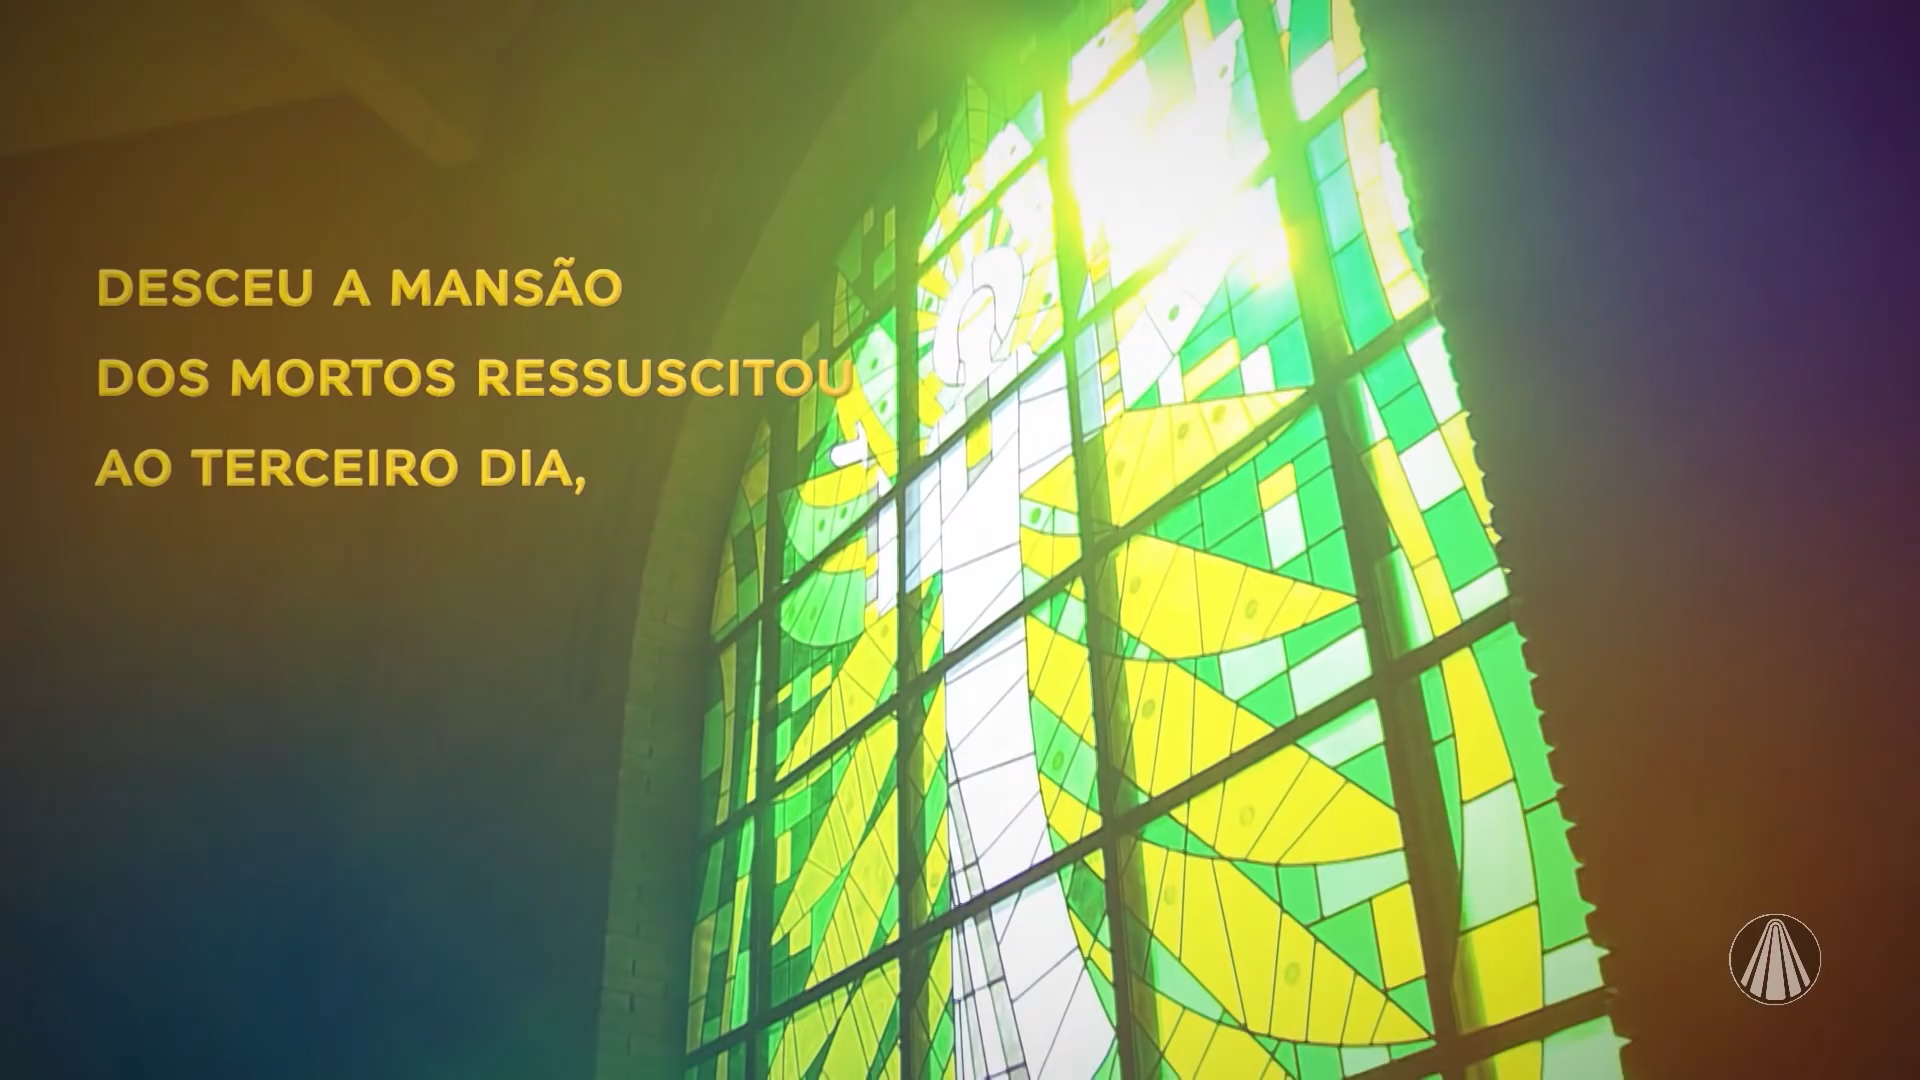 DESCEU A MANSÃO
DOS MORTOS RESSUSCITOU
AO TERCEIRO DIA,